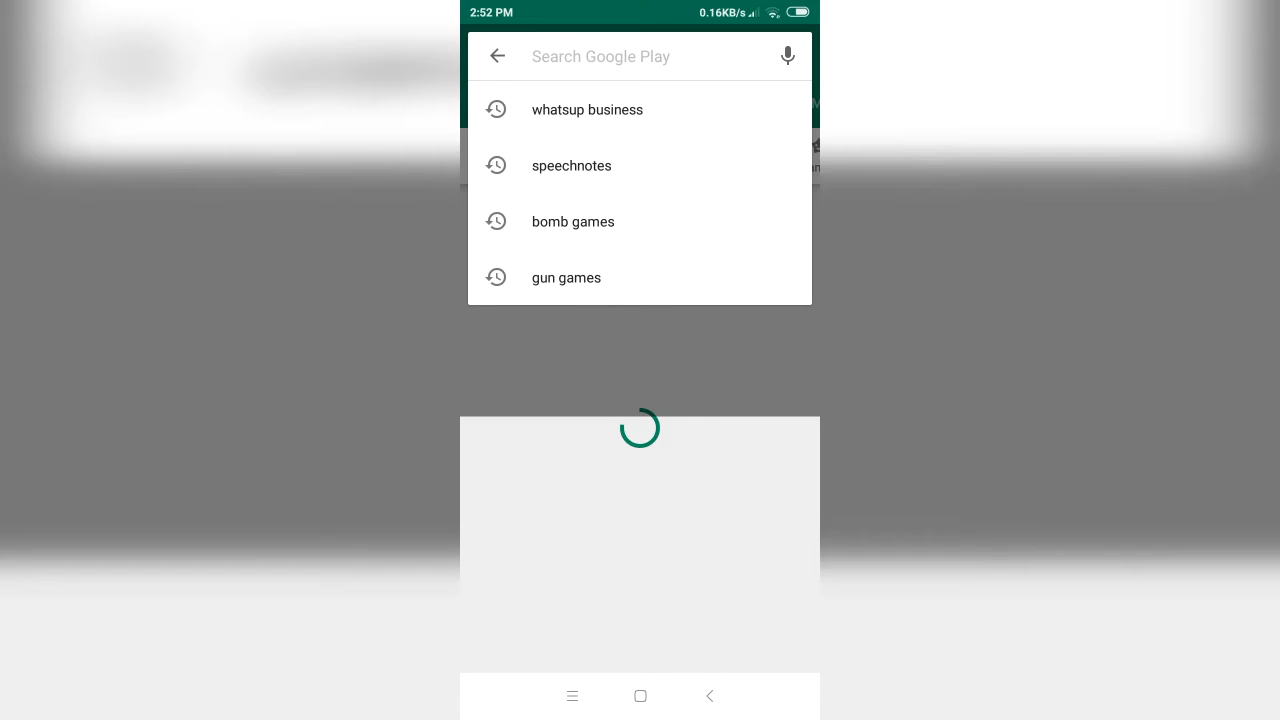 2:52 PM 0.16KB/s
Search Google Play
whatsup business
speechnotes
bomb games
gun games